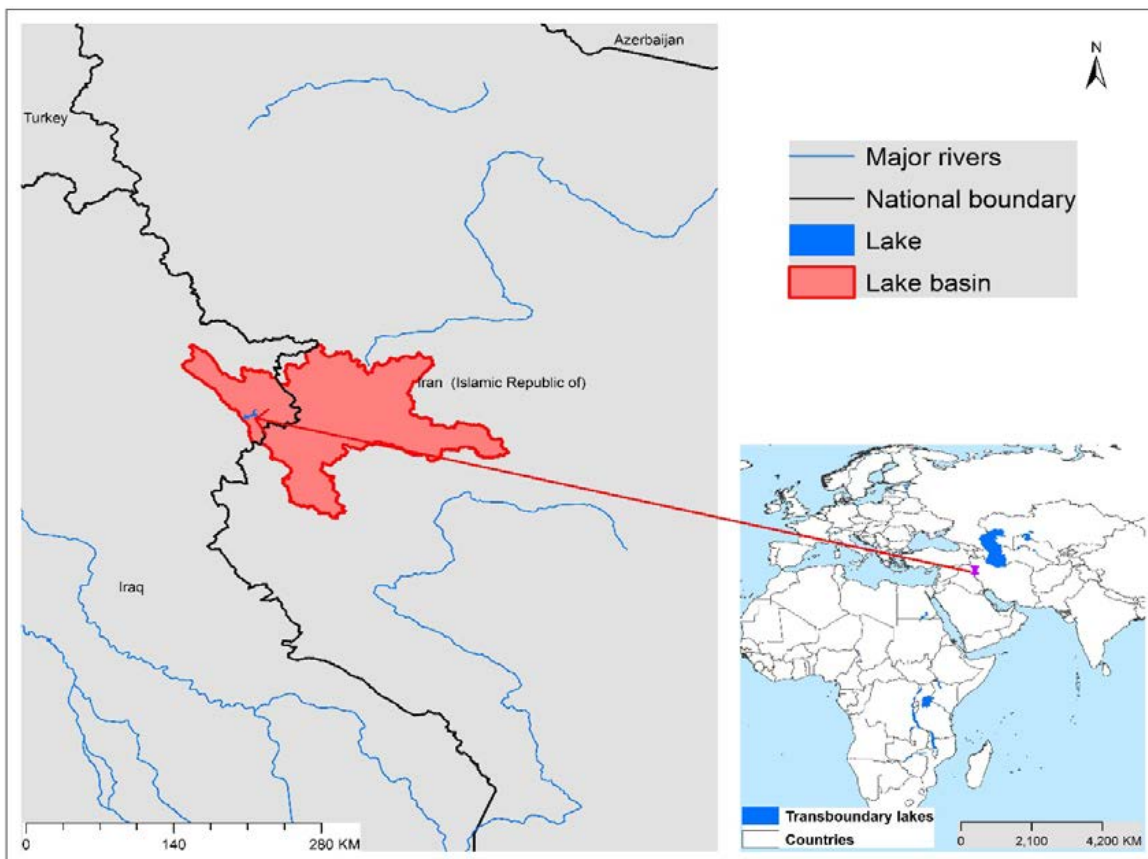 Azerbaijan
N
Turkey
Major rivers
National boundary
Lake
Lake basin
Iran (Islamic Republic of)
Iraq
Transboundary lakes
Countries
0 140 280 KM
0 2,100 4,200 KM